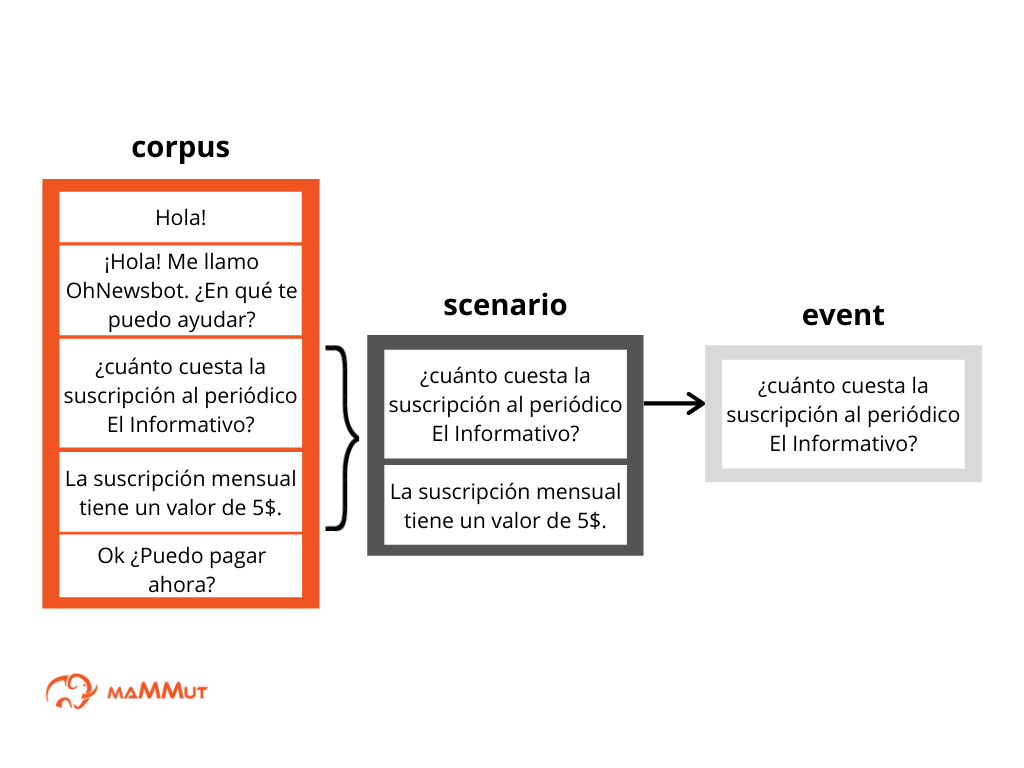 corpus
Hola!
¡Hola! Me llamo
OhNewsbot. ¿En qué te
puedo ayudar?
¿cuánto cuesta la
suscripción al periódico
El Informativo?
La suscripción mensual
tiene un valor de 5$.
Ok ¿Puedo pagar
ahora?
scenario
¿cuánto cuesta la
suscripción al periódico
El Informativo?
La suscripción mensual
tiene un valor de 5$.
event
¿cuánto cuesta la
suscripción al periódico
El Informativo?
maMMut